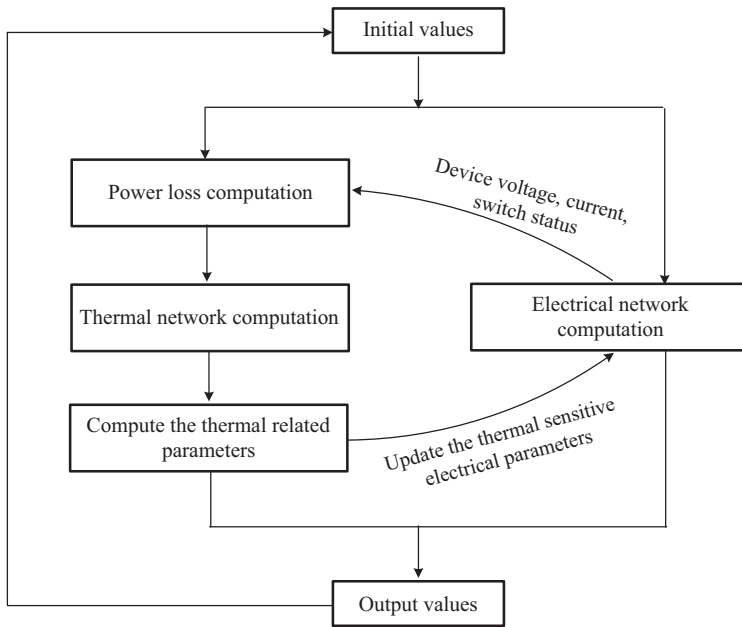 Initial values
Device voltage, current,
switch status
Power loss computation
Thermal network computation
Electrical network
computation
Compute the thermal related
parameters
Update the thermal sensitive
electrical parameters
Output values